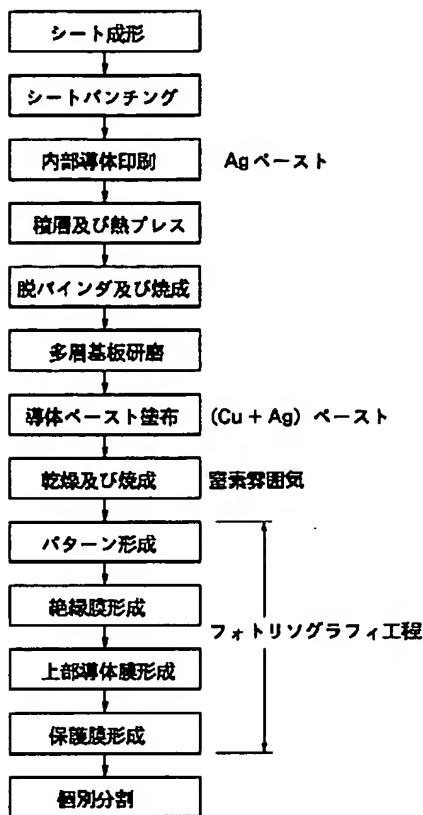 シート成形
シートパンチング
内部導体印刷 Agペースト
積層及び熱プレス
脱バインダ及び焼成
多層基板研磨
導体ペースト塗布 (Cu + Ag) ペースト
乾燥及び焼成 窒素雰囲気
パターン形成
絶縁膜形成
フォトリソグラフィ工程
上部導体膜形成
保護膜形成
個別分割